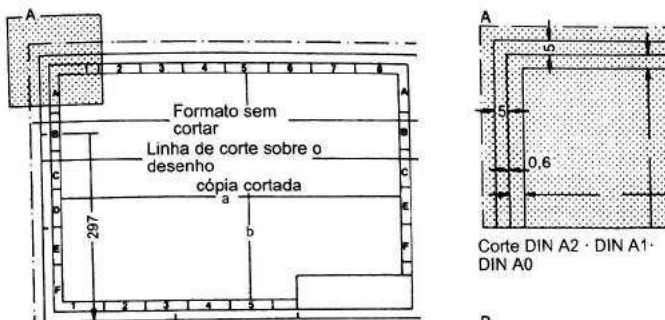 A
1 2 3 4 5 6 7 8
A
B
C
D
E
F
A
B
C
E
F
Formato sem
cortar
Linha de corte sobre o
desenho
cópia cortada
a
b
297
1 2 3 4 5
A
5
5
0,6
Corte DIN A2 · DIN A1·
DIN A0